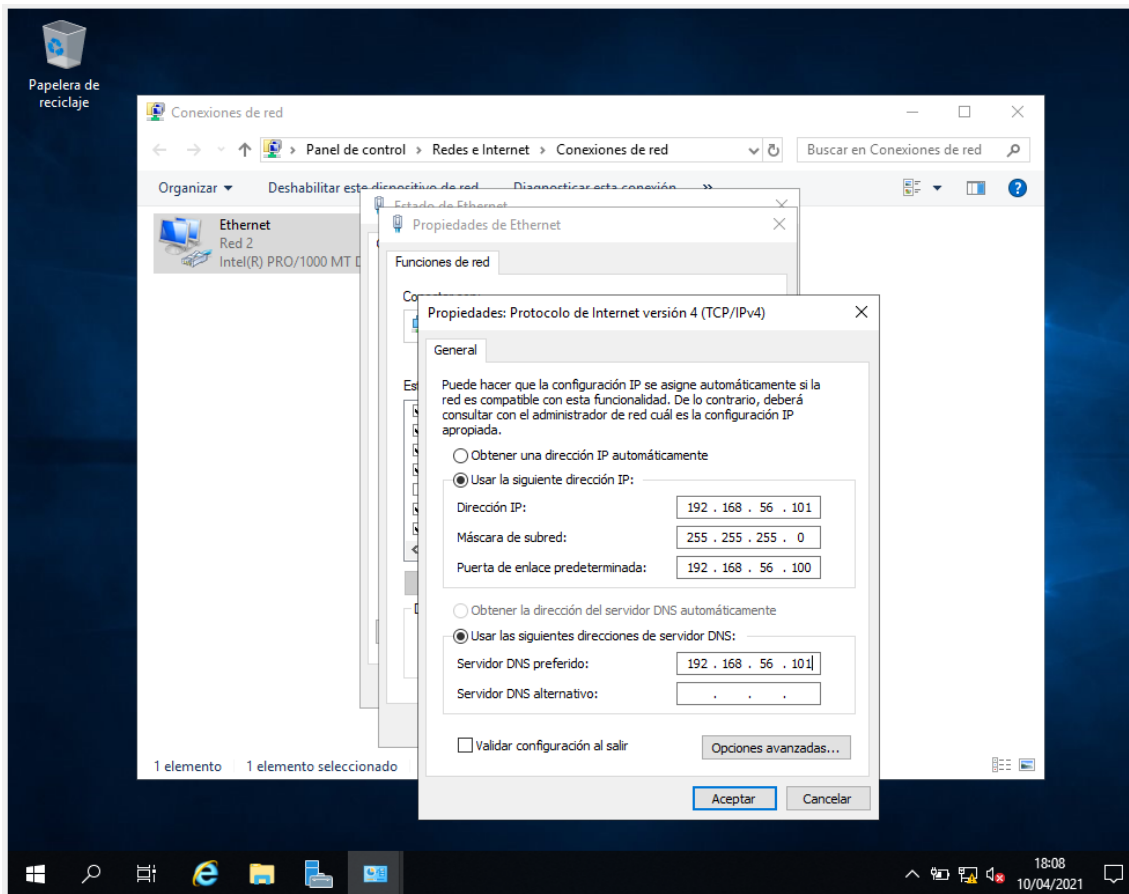 Papelera de
reciclaje
Conexiones de red
Panel de control > Redes e Internet > Conexiones de red
Buscar en Conexiones de red
Organizar
Deshabilitar este dispositivo de red
Diagnosticar esta conexión
»
Ethernet
Red 2
Intel(R) PRO/1000 MT D
Estado de Ethernet
Propiedades de Ethernet
Funciones de red
Propiedades: Protocolo de Internet versión 4 (TCP/IPv4)
General
Puede hacer que la configuración IP se asigne automáticamente si la
red es compatible con esta funcionalidad. De lo contrario, deberá
consultar con el administrador de red cuál es la configuración IP
apropiada.
Obtener una dirección IP automáticamente
Usar la siguiente dirección IP:
Dirección IP:
192 . 168 . 56 . 101
Máscara de subred:
255 . 255 . 255 . 0
Puerta de enlace predeterminada:
192 . 168 . 56 . 100
Obtener la dirección del servidor DNS automáticamente
Usar las siguientes direcciones de servidor DNS:
Servidor DNS preferido:
192 . 168 . 56 . 101
Servidor DNS alternativo:
. . .
Validar configuración al salir
Opciones avanzadas...
Aceptar
Cancelar
1 elemento
1 elemento seleccionado
18:08
10/04/2021